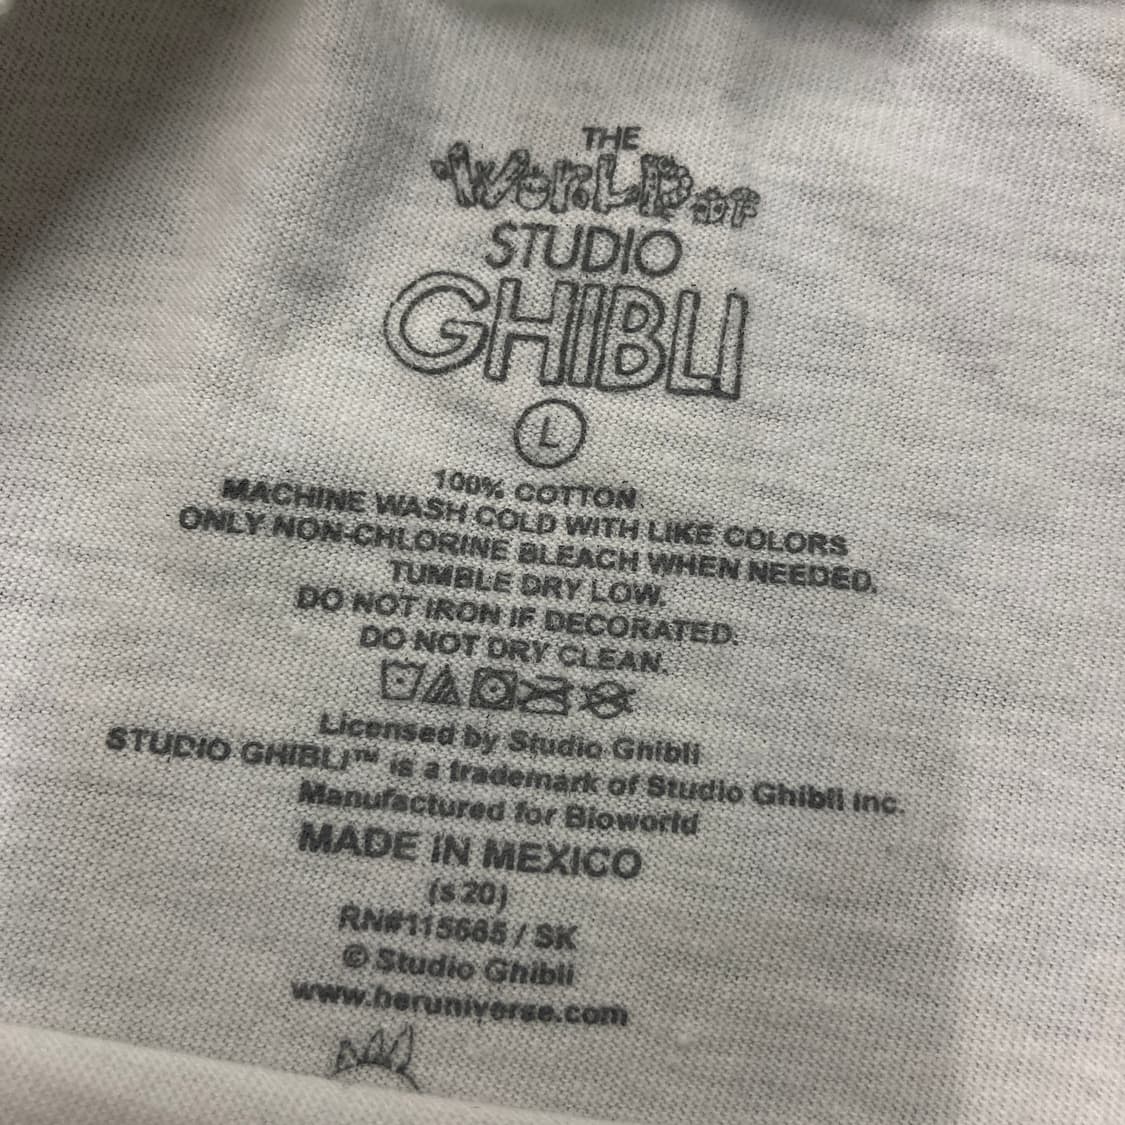 THE
WORLD OF
STUDIO
GHIBLI
L
100% COTTON
MACHINE WASH COLD WITH LIKE COLORS
ONLY NON-CHLORINE BLEACH WHEN NEEDED.
TUMBLE DRY LOW.
DO NOT IRON IF DECORATED.
DO NOT DRY CLEAN.
Licensed by Studio Ghibli
STUDIO GHIBLI™ is a trademark of Studio Ghibli Inc.
Manufactured for Bioworld
MADE IN MEXICO
(s 20)
RN#115665 / SK
© Studio Ghibli
www.heruniverse.com